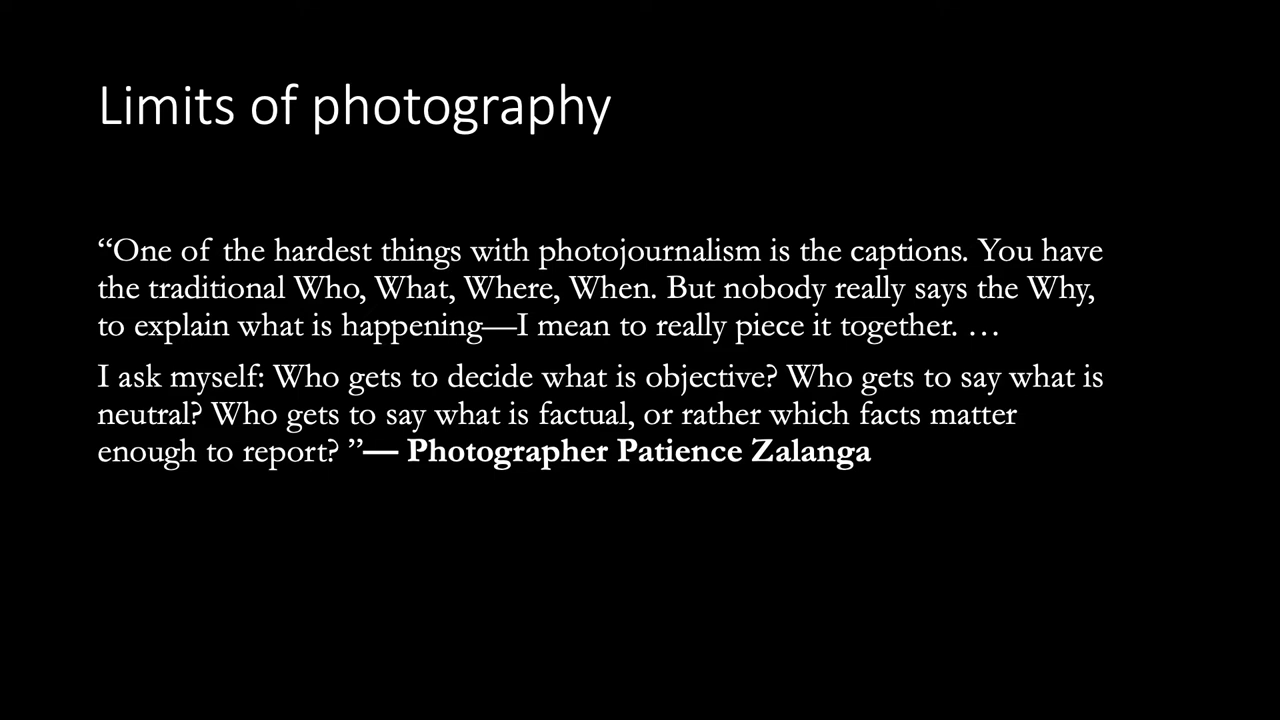 Limits of photography
“One of the hardest things with photojournalism is the captions. You have
the traditional Who, What, Where, When. But nobody really says the Why,
to explain what is happening—I mean to really piece it together. …
I ask myself: Who gets to decide what is objective? Who gets to say what is
neutral? Who gets to say what is factual, or rather which facts matter
enough to report? ”— Photographer Patience Zalanga